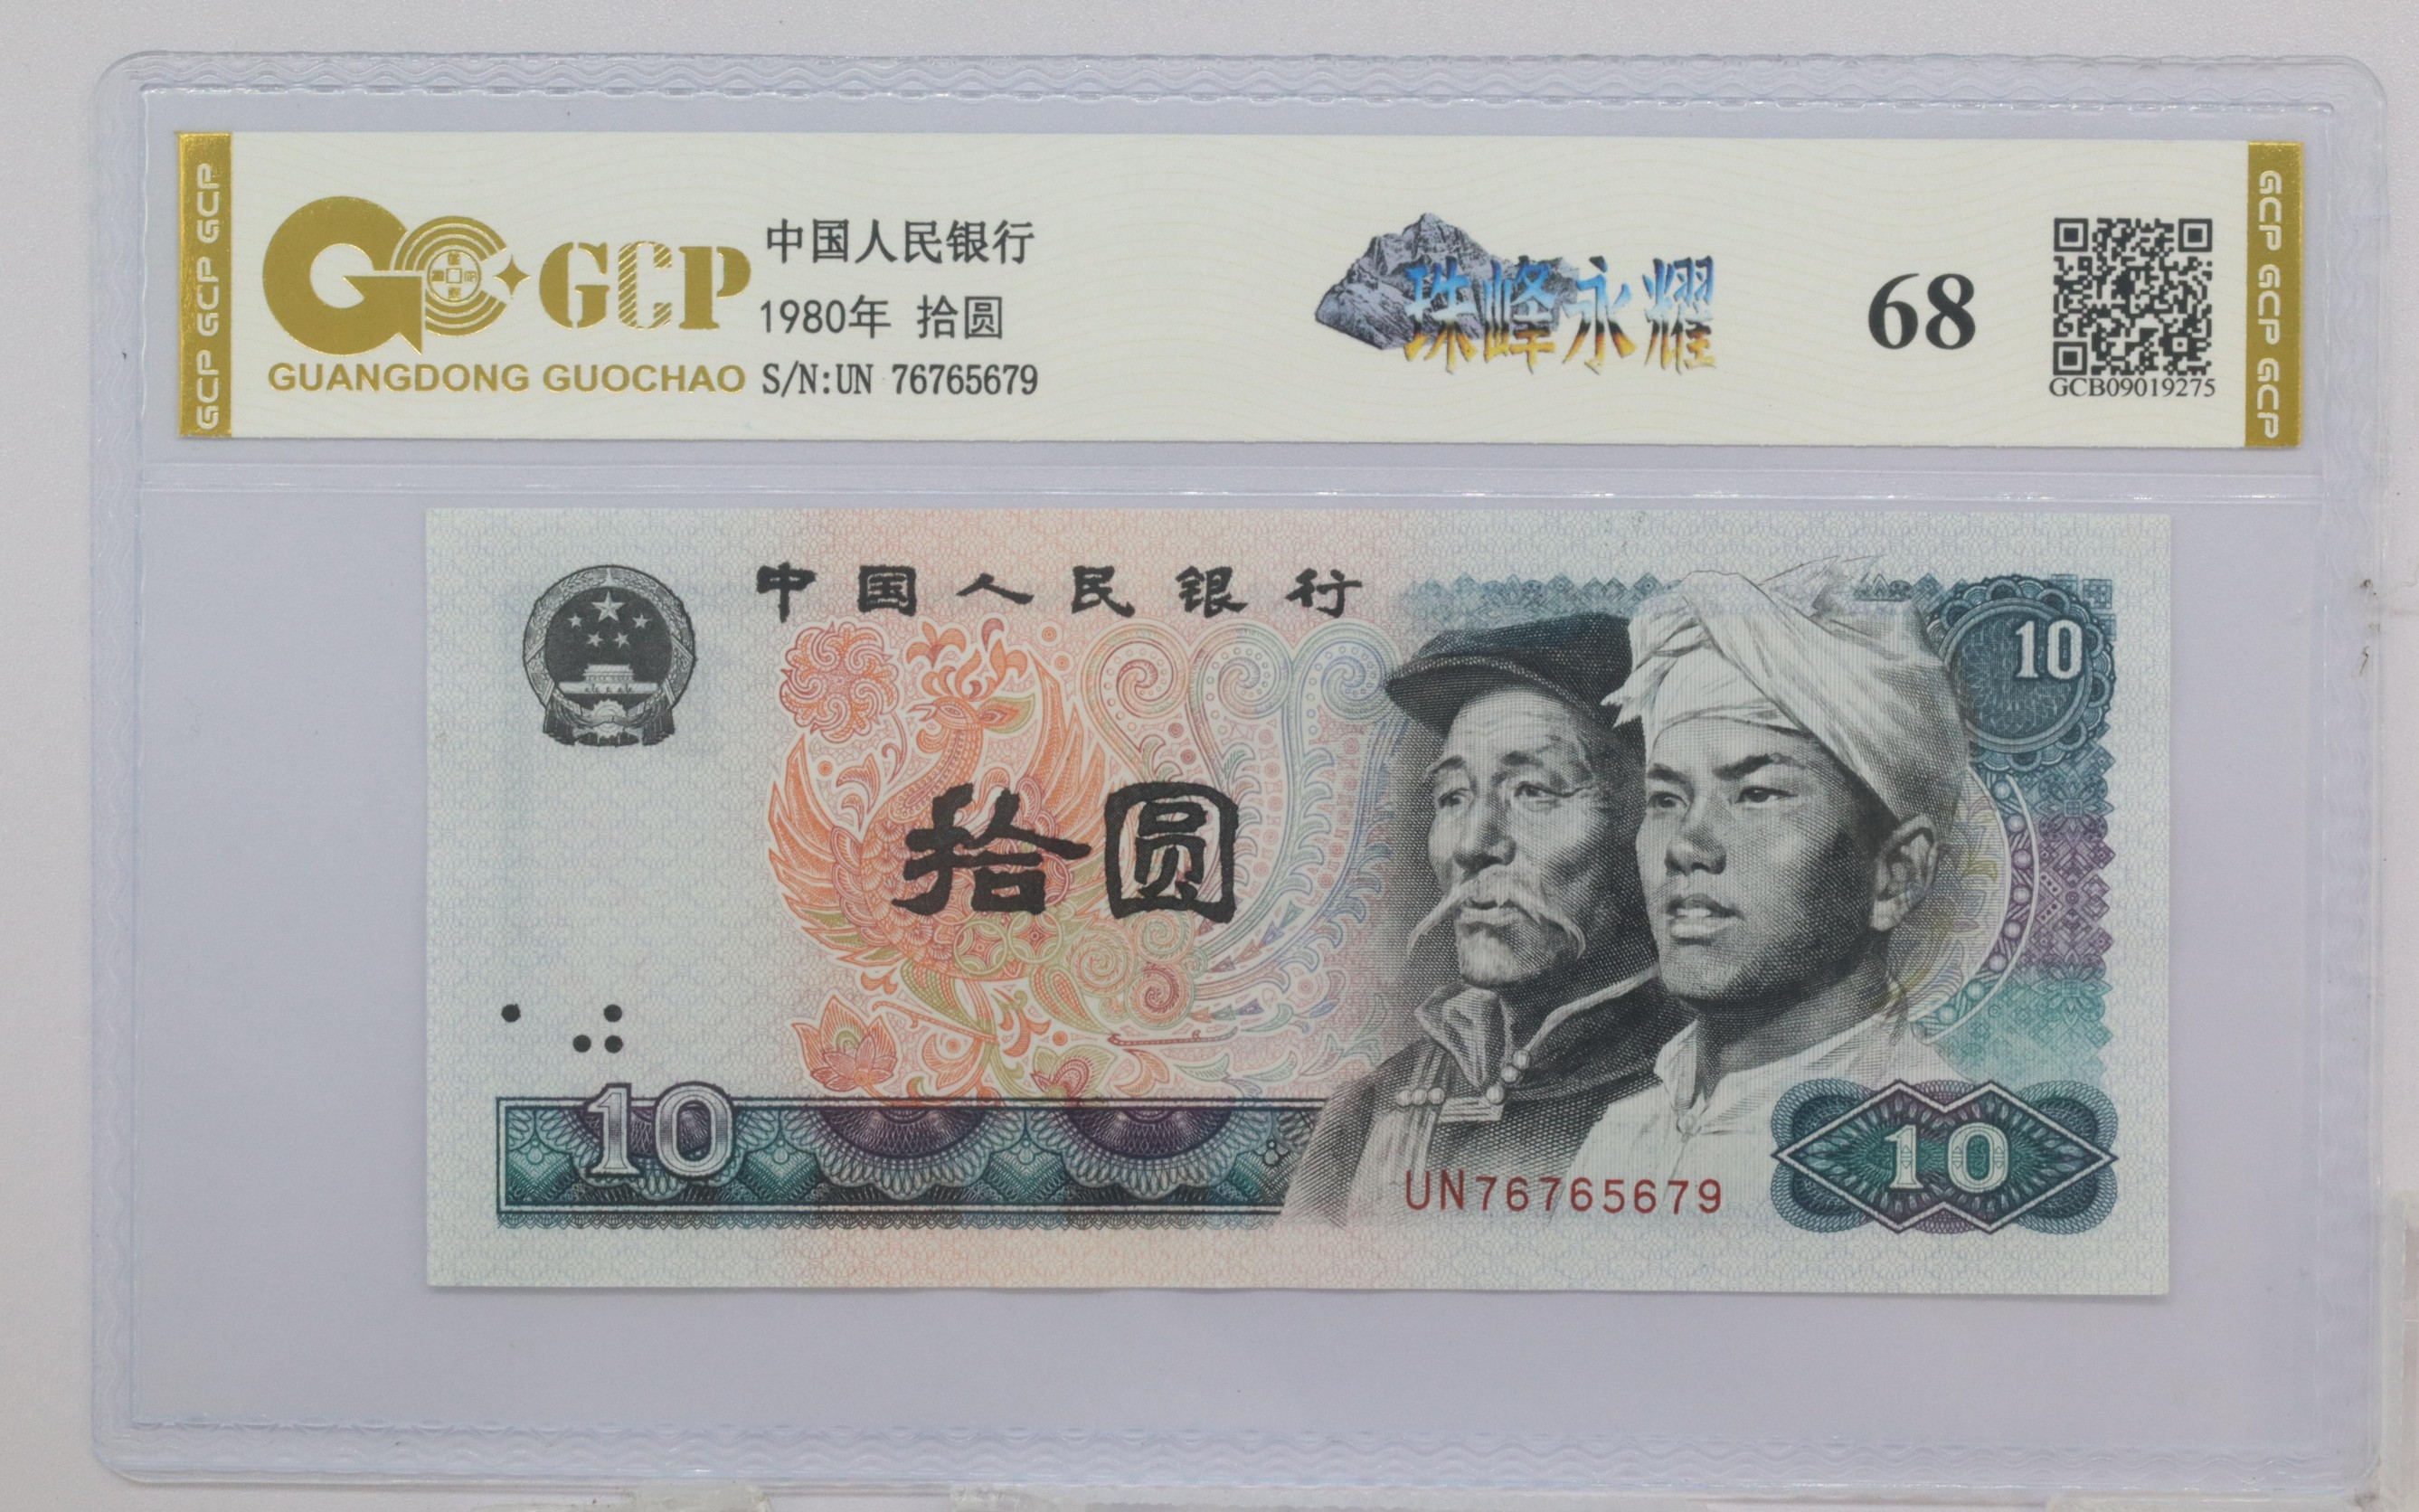 GCP GCP GCP
GCP
GUANGDONG GUOCHAO
中国人民银行
1980年 拾圆
S/N:UN 76765679
珠峰永耀
68
GCB09019275
GCP GCP GCP
中国人民银行
10
拾圆
10
UN76765679
10